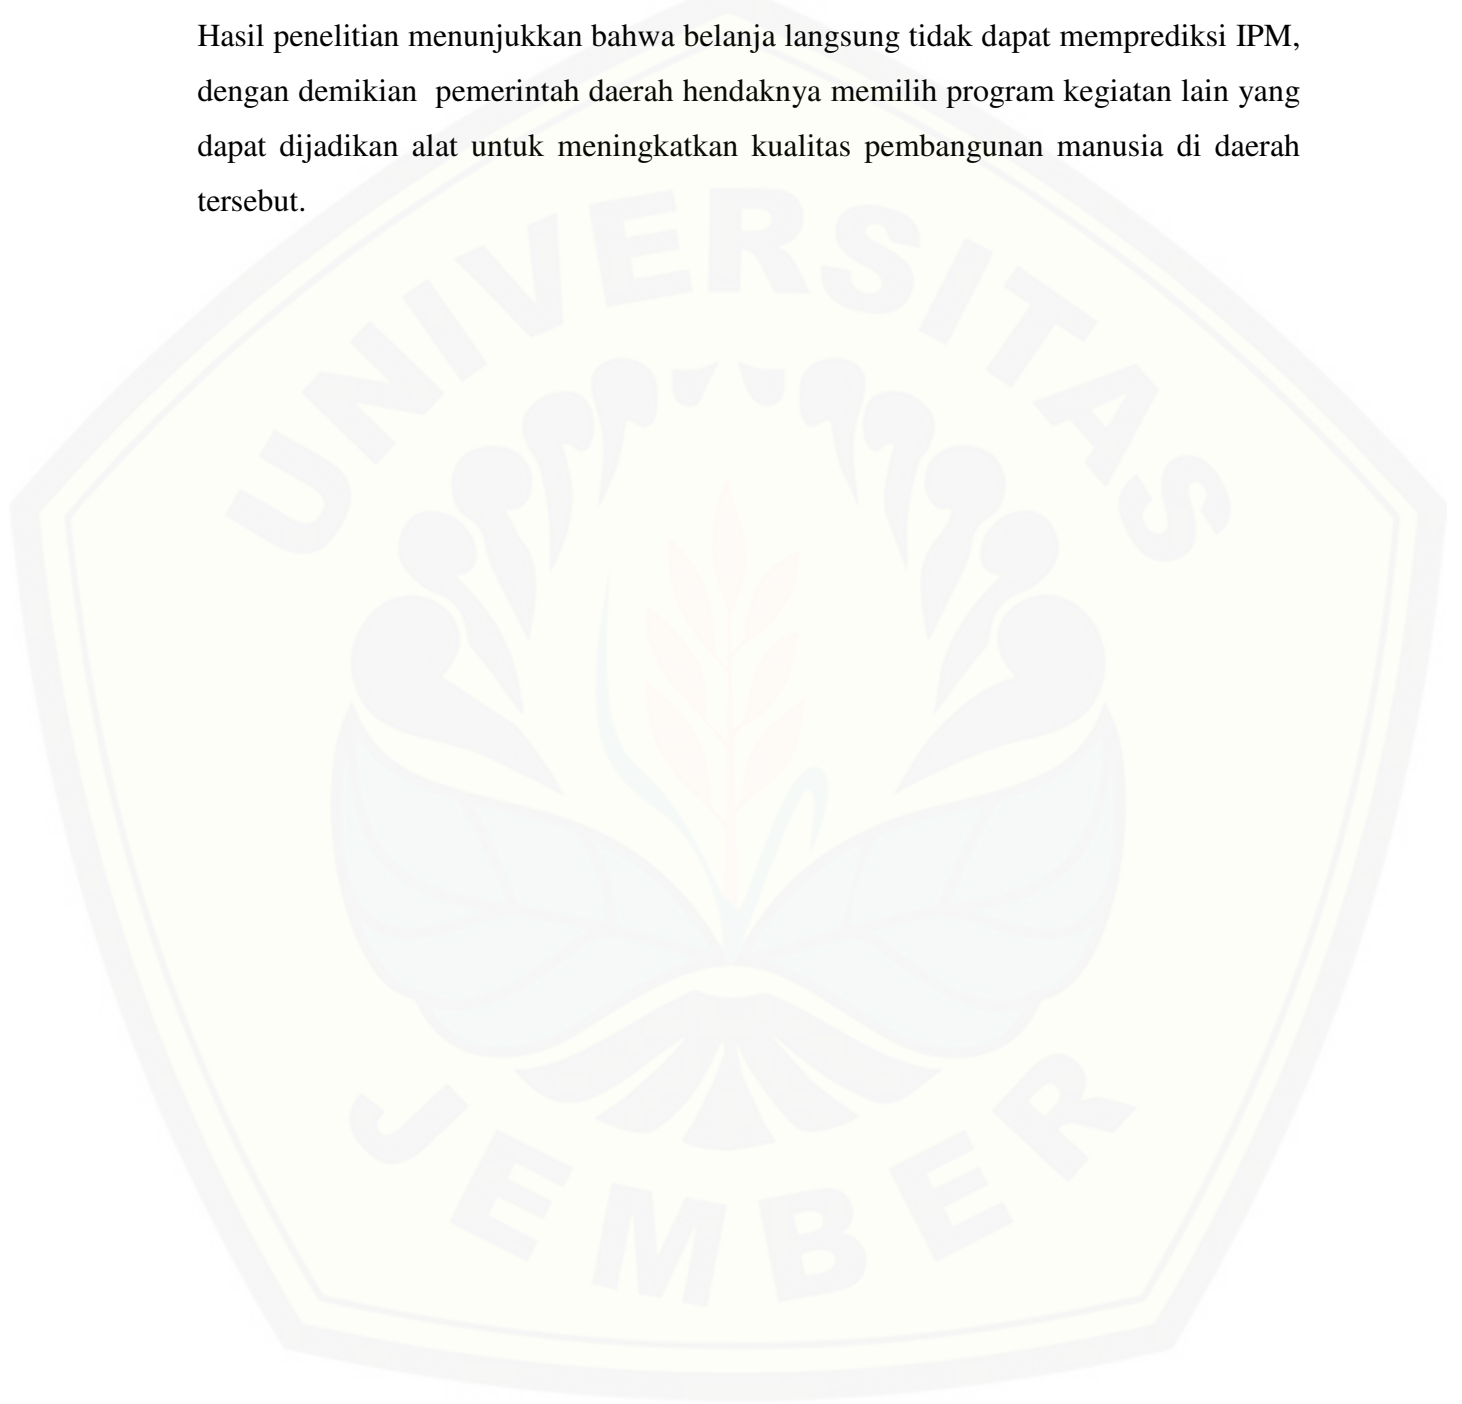 Hasil penelitian menunjukkan bahwa belanja langsung tidak dapat memprediksi IPM,
dengan demikian pemerintah daerah hendaknya memilih program kegiatan lain yang
dapat dijadikan alat untuk meningkatkan kualitas pembangunan manusia di daerah
tersebut.
UNIVERSITAS
JEMBER